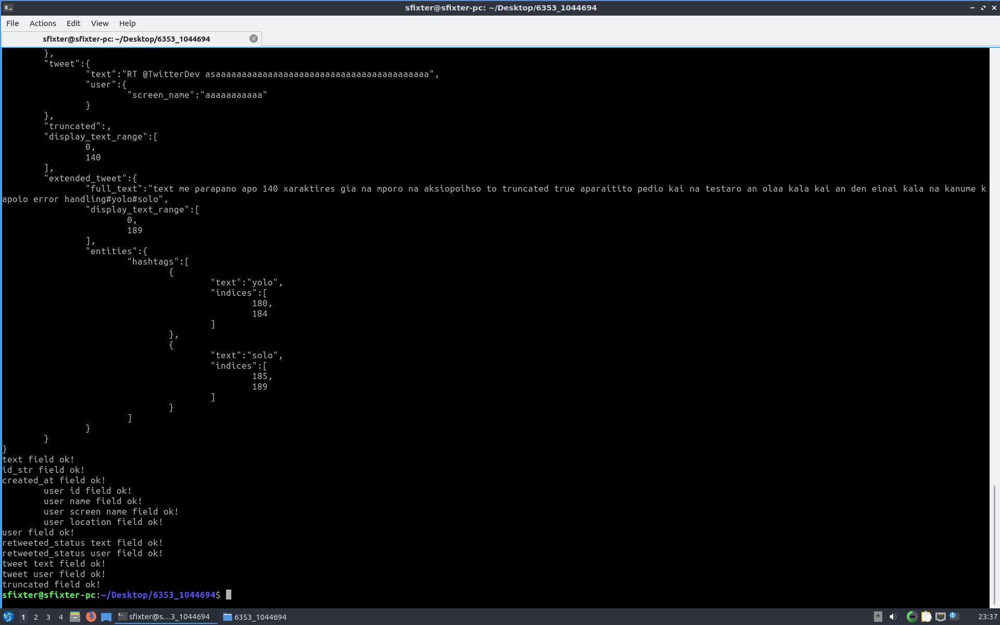 sfixter@sfixter-pc: ~/Desktop/6353_1044694
File Actions Edit View Help
sfixter@sfixter-pc: ~/Desktop/6353_1044694
},
"tweet":{
"text":"RT @TwitterDev asaaaaaaaaaaaaaaaaaaaaaaaaaaaaaaaaaaaaaaaaa",
"user":{
"screen_name":"aaaaaaaaaaa"
}
},
"truncated":,
"display_text_range":[
0,
140
],
"extended_tweet":{
"full_text":"text me parapano apo 140 xaraktires gia na mporo na aksiopoihso to truncated true aparaitito pedio kai na testaro an olaa kala kai an den einai kala na kanume k
apoio error handling#yolo#solo",
"display_text_range":[
0,
189
],
"entities":{
"hashtags":[
{
"text":"yolo",
"indices":[
180,
184
]
},
{
"text":"solo",
"indices":[
185,
189
]
}
]
}
}
}
text field ok!
id_str field ok!
created_at field ok!
user id field ok!
user name field ok!
user screen name field ok!
user location field ok!
user field ok!
retweeted_status text field ok!
retweeted_status user field ok!
tweet text field ok!
tweet user field ok!
truncated field ok!
sfixter@sfixter-pc:~/Desktop/6353_1044694$
1 2 3 4 sfixter@s...3_1044694 6353_1044694 23:37